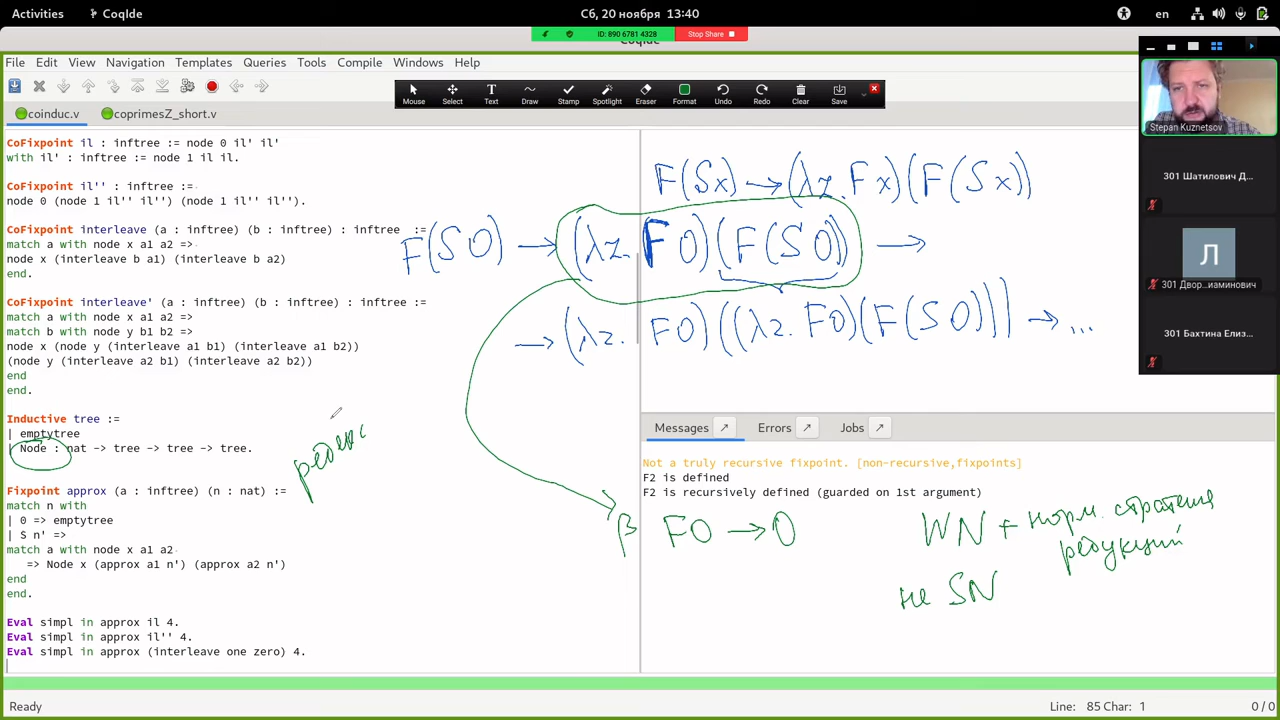 Activities
CoqIde
Сб, 20 ноября 13:40
en
ID: 890 6781 4328
Stop Share
File Edit View Navigation Templates Queries Tools Compile Windows Help
Mouse Select Text Draw Stamp Spotlight Eraser Format Undo Redo Clear Save
coinduc.v
coprimesZ_short.v
CoFixpoint il : inftree := node 0 il' il'
with il' : inftree := node 1 il il.
CoFixpoint il'' : inftree :=
node 0 (node 1 il'' il'') (node 1 il'' il'').
CoFixpoint interleave (a : inftree) (b : inftree) : inftree :=
match a with node x a1 a2 =>
node x (interleave b a1) (interleave b a2)
end.
CoFixpoint interleave' (a : inftree) (b : inftree) : inftree :=
match a with node x a1 a2 =>
match b with node y b1 b2 =>
node x (node y (interleave a1 b1) (interleave a1 b2))
(node y (interleave a2 b1) (interleave a2 b2))
end
end.
Inductive tree :=
| emptytree
| Node : nat -> tree -> tree -> tree.
Fixpoint approx (a : inftree) (n : nat) :=
match n with
| 0 => emptytree
| S n' =>
match a with node x a1 a2
=> Node x (approx a1 n') (approx a2 n')
end
end.
Eval simpl in approx il 4.
Eval simpl in approx il'' 4.
Eval simpl in approx (interleave one zero) 4.
редекс
F(Sx) → (λz. Fx)(F(Sx))
F(S0) → (λz. F0)(F(S0)) →
→ (λz. F0)((λz. F0)(F(S0))) → ...
Messages
Errors
Jobs
Not a truly recursive fixpoint. [non-recursive,fixpoints]
F2 is defined
F2 is recursively defined (guarded on 1st argument)
β F0 → 0
WN + норм. стратегия
редукций
не SN
Stepan Kuznetsov
301 Шатилович Д...
Л
301 Двор...иаминович
301 Бахтина Елиз...
Ready
Line: 85 Char: 1
0 / 0